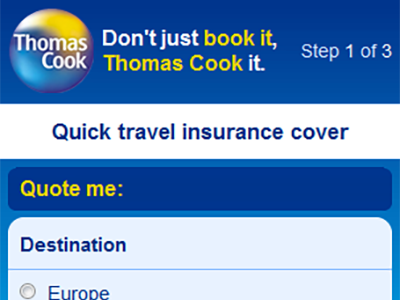 Thomas
Cook
Don't just book it,
Thomas Cook it.
Step 1 of 3
Quick travel insurance cover
Quote me:
Destination
Europe